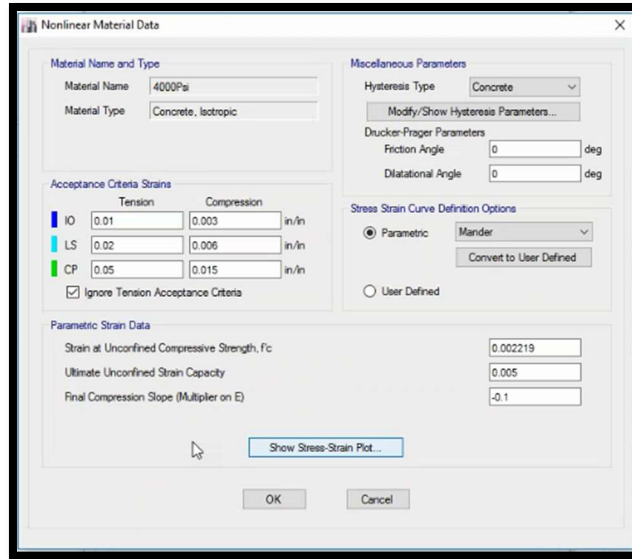 Nonlinear Material Data
Material Name and Type
Material Name 4000Psi
Material Type Concrete, Isotropic
Miscellaneous Parameters
Hysteresis Type Concrete
Modify/Show Hysteresis Parameters...
Drucker-Prager Parameters
Friction Angle 0 deg
Dilatational Angle 0 deg
Acceptance Criteria Strains
Tension Compression
IO 0.01 0.003 in/in
LS 0.02 0.006 in/in
CP 0.05 0.015 in/in
Ignore Tension Acceptance Criteria
Stress Strain Curve Definition Options
Parametric Mander
Convert to User Defined
User Defined
Parametric Strain Data
Strain at Unconfined Compressive Strength, f'c 0.002219
Ultimate Unconfined Strain Capacity 0.005
Final Compression Slope (Multiplier on E) -0.1
Show Stress-Strain Plot...
OK Cancel